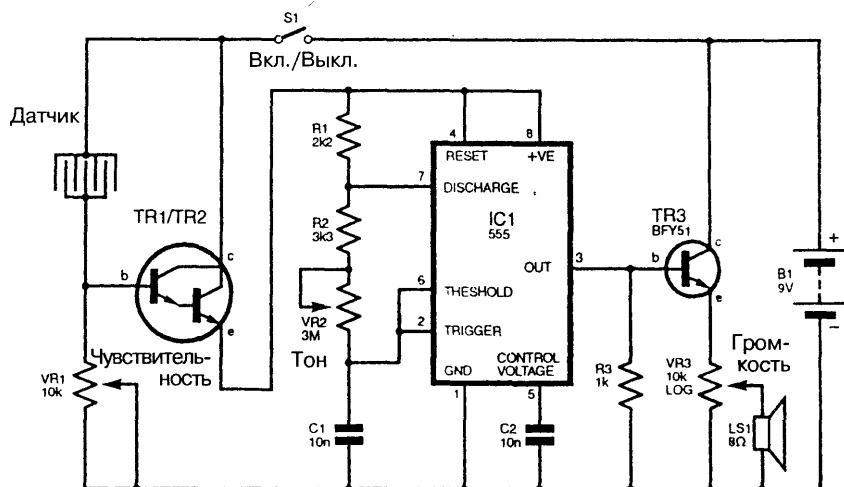 S1
Вкл./Выкл.
Датчик
R1
2k2
4
8
RESET
+VE
7
DISCHARGE
TR1/TR2
R2
3k3
IC1
555
TR3
BFY51
c
c
b
OUT
3
b
+
B1
9V
6
THESHOLD
VR2
3M
2
TRIGGER
e
e
−
Тон
Чувствитель-
ность
VR1
10k
GND
CONTROL
VOLTAGE
R3
1k
VR3
10k
LOG
Гром-
кость
1
5
C1
10n
C2
10n
LS1
8Ω